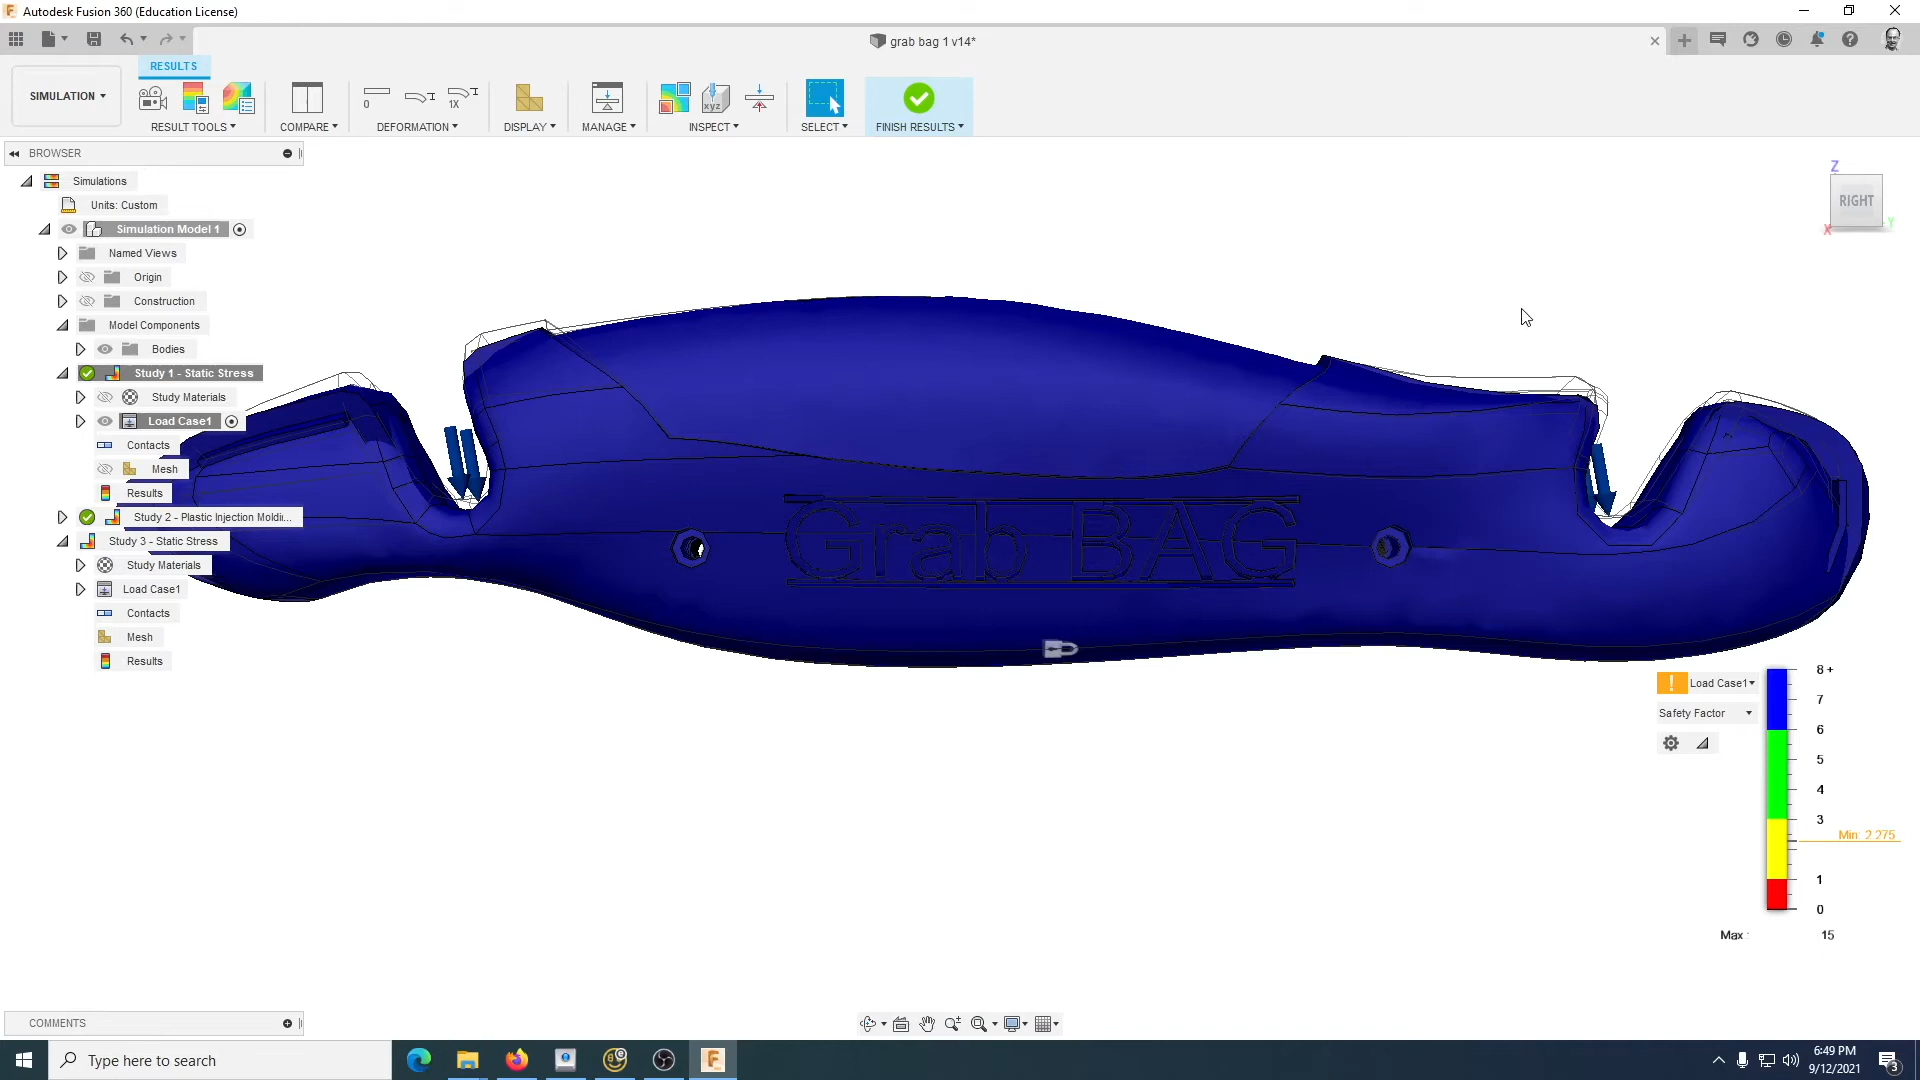 Autodesk Fusion 360 (Education License)
grab bag 1 v14*
RESULTS
SIMULATION
0
1X
xyz
RESULT TOOLS
COMPARE
DEFORMATION
DISPLAY
MANAGE
INSPECT
SELECT
FINISH RESULTS
BROWSER
Simulations
Units: Custom
Simulation Model 1
Named Views
Origin
Construction
Model Components
Bodies
Study 1 - Static Stress
Study Materials
Load Case1
Contacts
Mesh
Results
Study 2 - Plastic Injection Moldi...
Study 3 - Static Stress
Study Materials
Load Case1
Contacts
Mesh
Results
Z
RIGHT
X
Y
Grab BAG
Load Case1
Safety Factor
8 +
7
6
5
4
3
Min: 2.275
1
0
Max :
15
COMMENTS
Type here to search
6:49 PM
9/12/2021
3